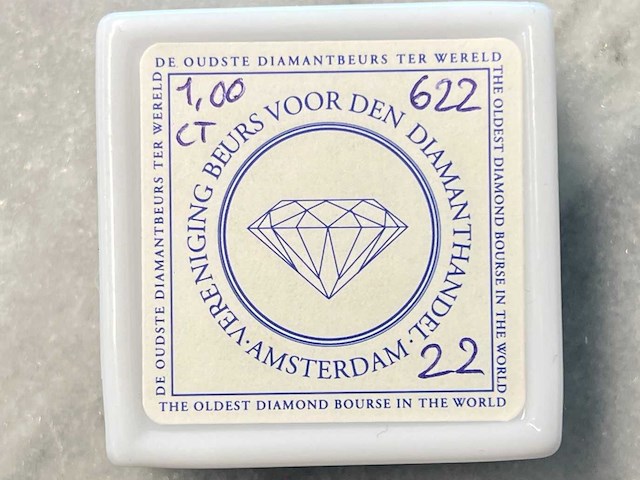 DE OUDSTE DIAMANTBEURS TER WERELD
THE OLDEST DIAMOND BOURSE IN THE WORLD
DE OUDSTE DIAMANTBEURS TER WERELD
1,00
CT
622
VERENIGING BEURS VOOR DEN DIAMANTHANDEL
·AMSTERDAM·
22
THE OLDEST DIAMOND BOURSE IN THE WORLD